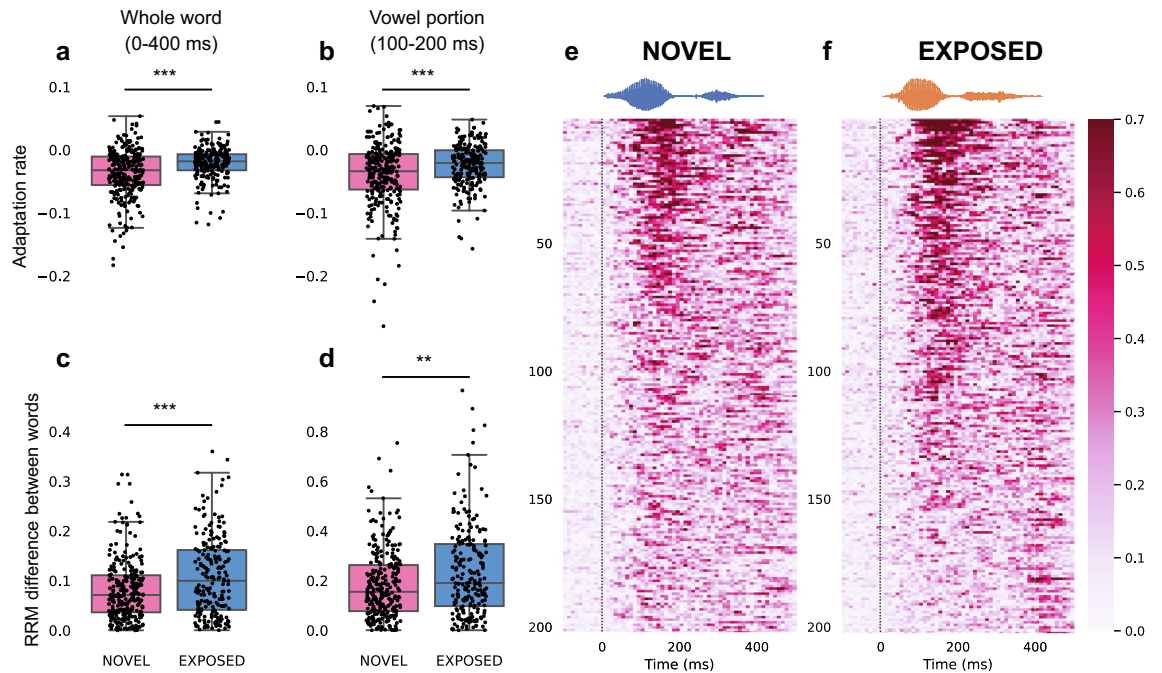 Whole word
(0-400 ms)
Vowel portion
(100-200 ms)
a
b
e
NOVEL
f
EXPOSED
***
***
0.1
0.0
−0.1
−0.2
Adaptation rate
0.1
0.0
−0.1
−0.2
c
d
***
**
0.4
0.3
0.2
0.1
0.0
RRM difference between words
NOVEL
EXPOSED
0.8
0.6
0.4
0.2
0.0
NOVEL
EXPOSED
50
100
150
200
0
200
400
Time (ms)
50
100
150
200
0
200
400
Time (ms)
0.7
0.6
0.5
0.4
0.3
0.2
0.1
0.0